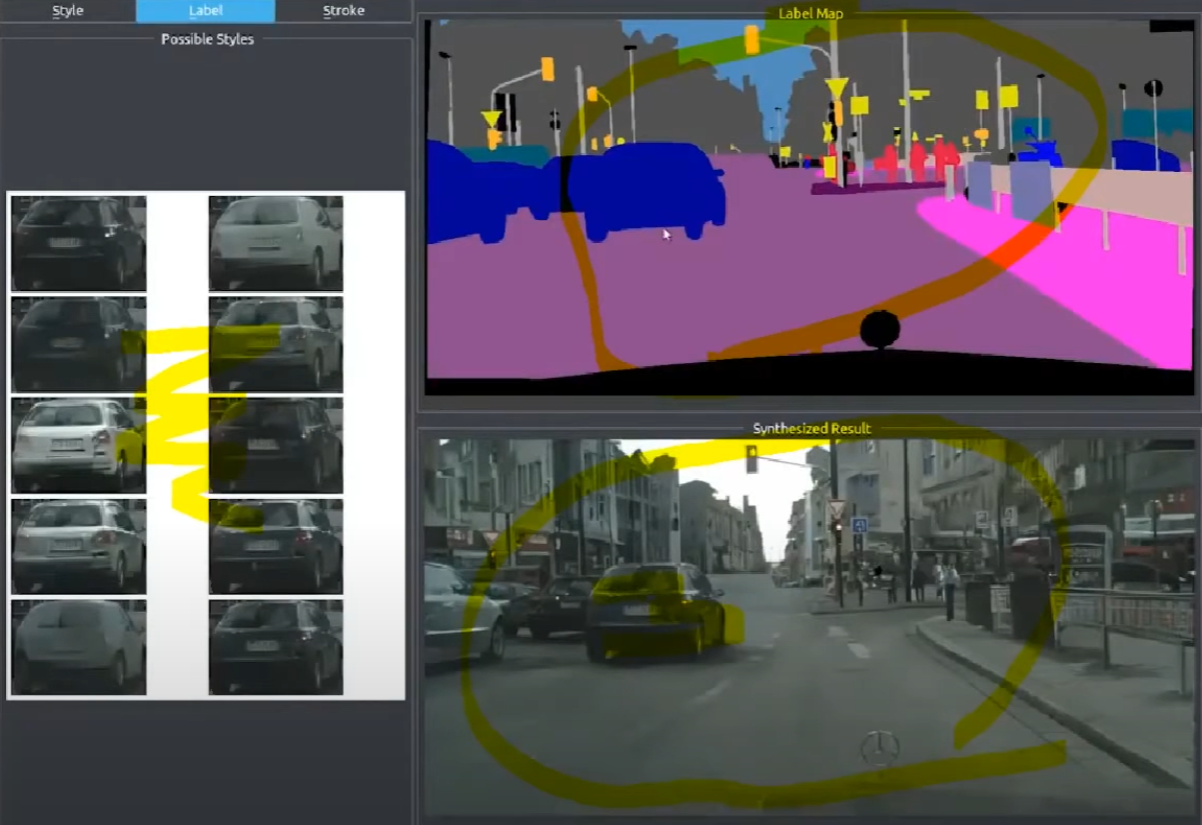 Style
Label
Stroke
Possible Styles
Label Map
Synthesized Result